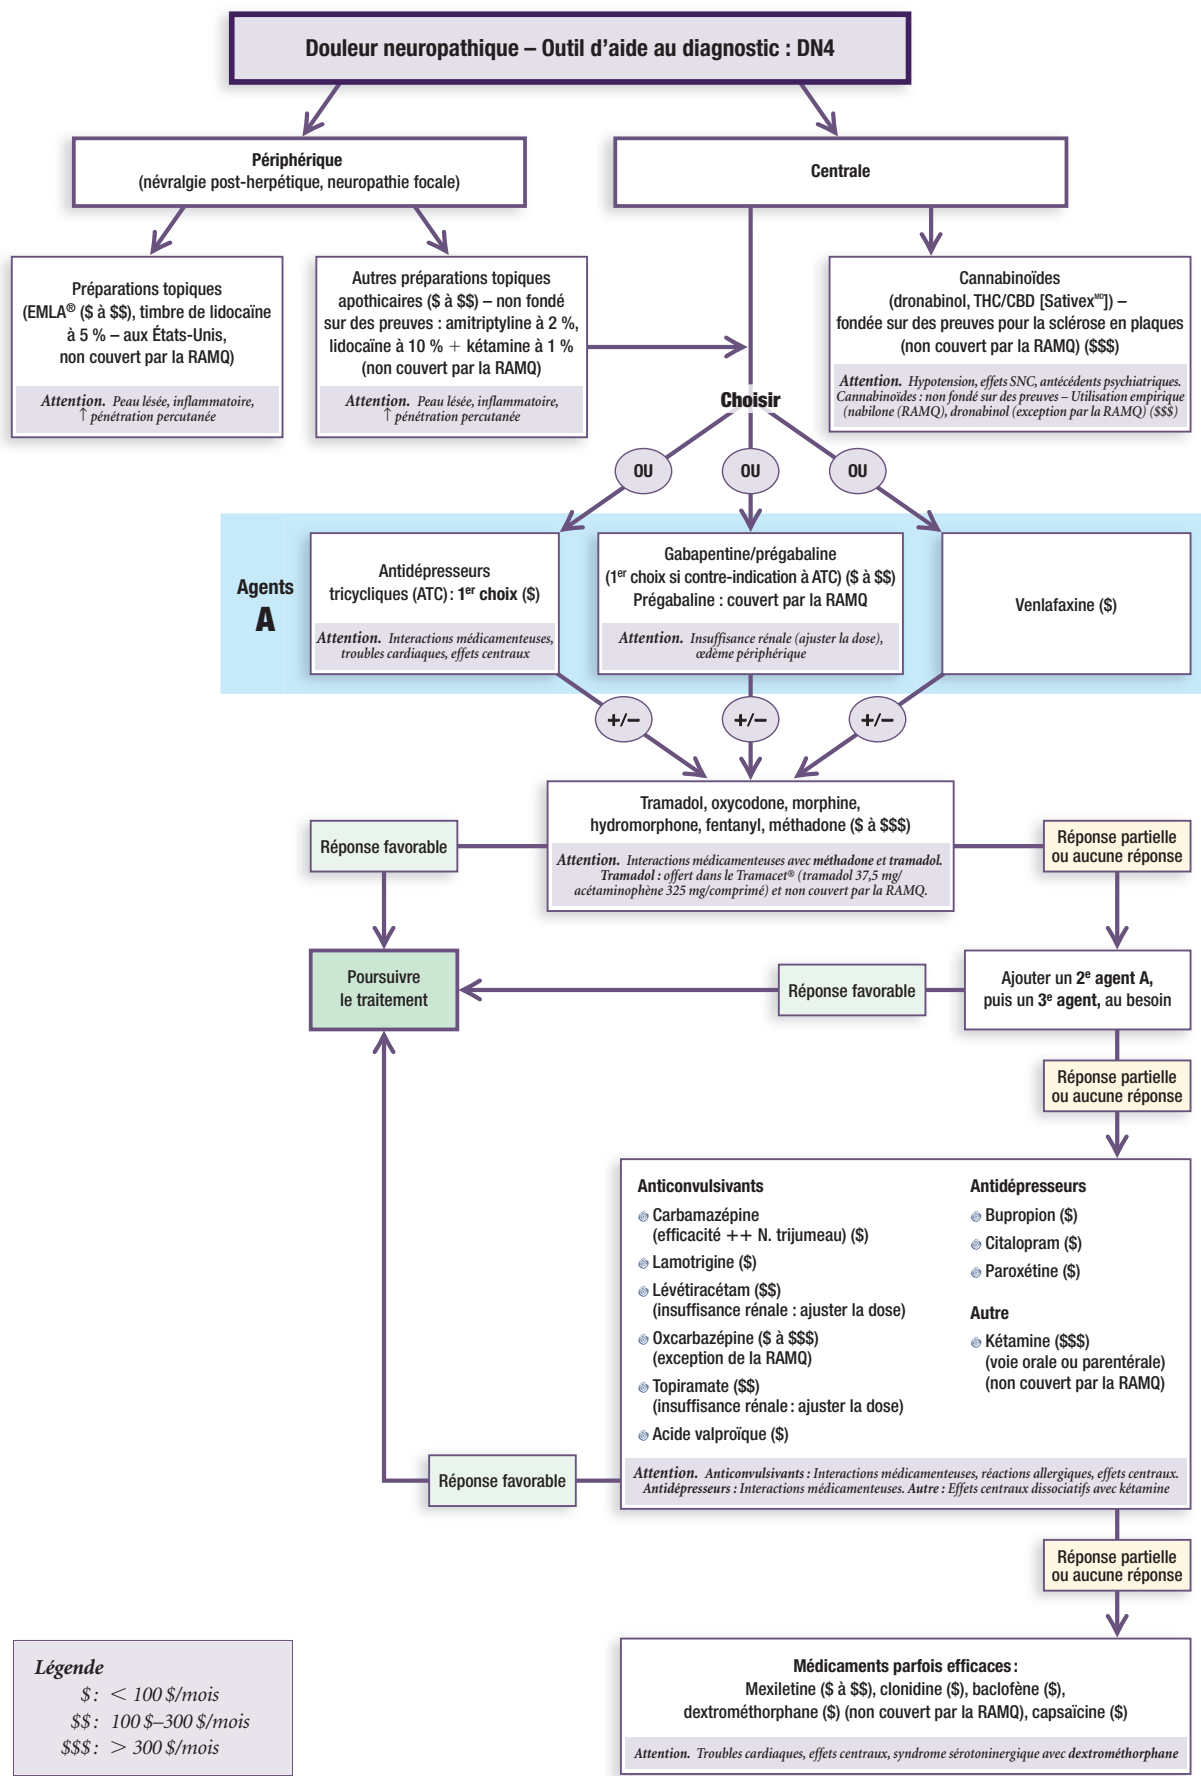 Douleur neuropathique – Outil d’aide au diagnostic : DN4
Périphérique
(névralgie post-herpétique, neuropathie focale)
Centrale
Préparations topiques
(EMLA® ($ à $$), timbre de lidocaïne
à 5 % – aux États-Unis,
non couvert par la RAMQ)
Attention. Peau lésée, inflammatoire,
↑ pénétration percutanée
Autres préparations topiques
apothicaires ($ à $$) – non fondé
sur des preuves : amitriptyline à 2 %,
lidocaïne à 10 % + kétamine à 1 %
(non couvert par la RAMQ)
Attention. Peau lésée, inflammatoire,
↑ pénétration percutanée
Cannabinoïdes
(dronabinol, THC/CBD [Sativex^MD]) –
fondée sur des preuves pour la sclérose en plaques
(non couvert par la RAMQ) ($$$)
Attention. Hypotension, effets SNC, antécédents psychiatriques.
Cannabinoïdes : non fondé sur des preuves – Utilisation empirique
(nabilone (RAMQ), dronabinol (exception par la RAMQ) ($$$)
Choisir
OU
OU
OU
Agents
A
Antidépresseurs
tricycliques (ATC) : 1er choix ($)
Attention. Interactions médicamenteuses,
troubles cardiaques, effets centraux
Gabapentine/prégabaline
(1er choix si contre-indication à ATC) ($ à $$)
Prégabaline : couvert par la RAMQ
Attention. Insuffisance rénale (ajuster la dose),
œdème périphérique
Venlafaxine ($)
+/–
+/–
+/–
Tramadol, oxycodone, morphine,
hydromorphone, fentanyl, méthadone ($ à $$$)
Attention. Interactions médicamenteuses avec méthadone et tramadol.
Tramadol : offert dans le Tramacet® (tramadol 37,5 mg/
acétaminophène 325 mg/comprimé) et non couvert par la RAMQ.
Réponse favorable
Réponse partielle
ou aucune réponse
Poursuivre
le traitement
Réponse favorable
Ajouter un 2e agent A,
puis un 3e agent, au besoin
Réponse partielle
ou aucune réponse
Anticonvulsivants
Carbamazépine
(efficacité ++ N. trijumeau) ($)
Lamotrigine ($)
Lévétiracétam ($$)
(insuffisance rénale : ajuster la dose)
Oxcarbazépine ($ à $$$)
(exception de la RAMQ)
Topiramate ($$)
(insuffisance rénale : ajuster la dose)
Acide valproïque ($)
Antidépresseurs
Bupropion ($)
Citalopram ($)
Paroxétine ($)
Autre
Kétamine ($$$)
(voie orale ou parentérale)
(non couvert par la RAMQ)
Attention. Anticonvulsivants : Interactions médicamenteuses, réactions allergiques, effets centraux.
Antidépresseurs : Interactions médicamenteuses. Autre : Effets centraux dissociatifs avec kétamine
Réponse favorable
Réponse partielle
ou aucune réponse
Médicaments parfois efficaces :
Mexiletine ($ à $$), clonidine ($), baclofène ($),
dextrométhorphane ($) (non couvert par la RAMQ), capsaïcine ($)
Attention. Troubles cardiaques, effets centraux, syndrome sérotoninergique avec dextrométhorphane
Légende
$ : < 100 $/mois
$$ : 100 $–300 $/mois
$$$ : > 300 $/mois